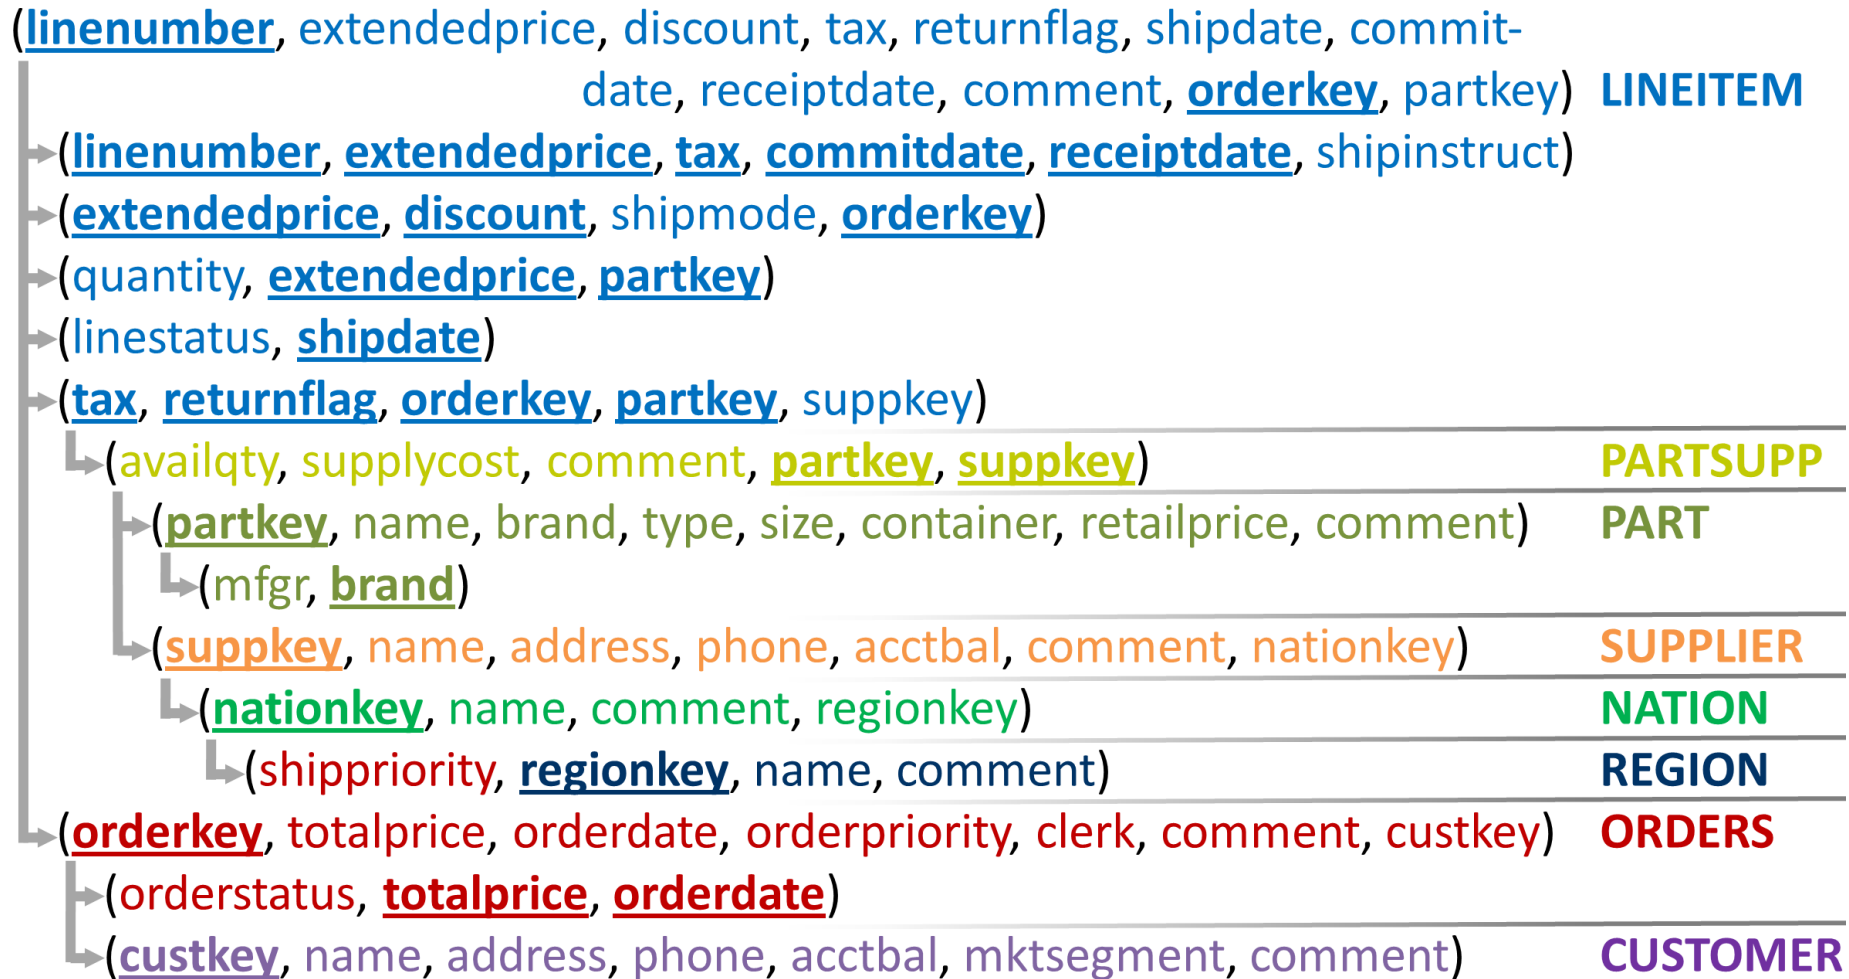 (linenumber, extendedprice, discount, tax, returnflag, shipdate, commit-
date, receiptdate, comment, orderkey, partkey) LINEITEM
(linenumber, extendedprice, tax, commitdate, receiptdate, shipinstruct)
(extendedprice, discount, shipmode, orderkey)
(quantity, extendedprice, partkey)
(linestatus, shipdate)
(tax, returnflag, orderkey, partkey, suppkey)
(availqty, supplycost, comment, partkey, suppkey) PARTSUPP
(partkey, name, brand, type, size, container, retailprice, comment) PART
(mfgr, brand)
(suppkey, name, address, phone, acctbal, comment, nationkey) SUPPLIER
(nationkey, name, comment, regionkey) NATION
(shippriority, regionkey, name, comment) REGION
(orderkey, totalprice, orderdate, orderpriority, clerk, comment, custkey) ORDERS
(orderstatus, totalprice, orderdate)
(custkey, name, address, phone, acctbal, mktsegment, comment) CUSTOMER